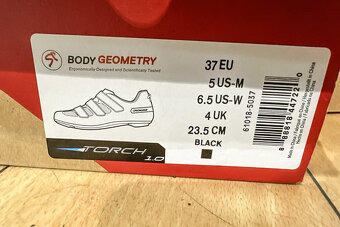 BODY GEOMETRY
Ergonomically Designed and Scientifically Tested
37 EU
5 US-M
6.5 US-W
4 UK
23.5 CM
BLACK
61018-5037
TORCH
1.0